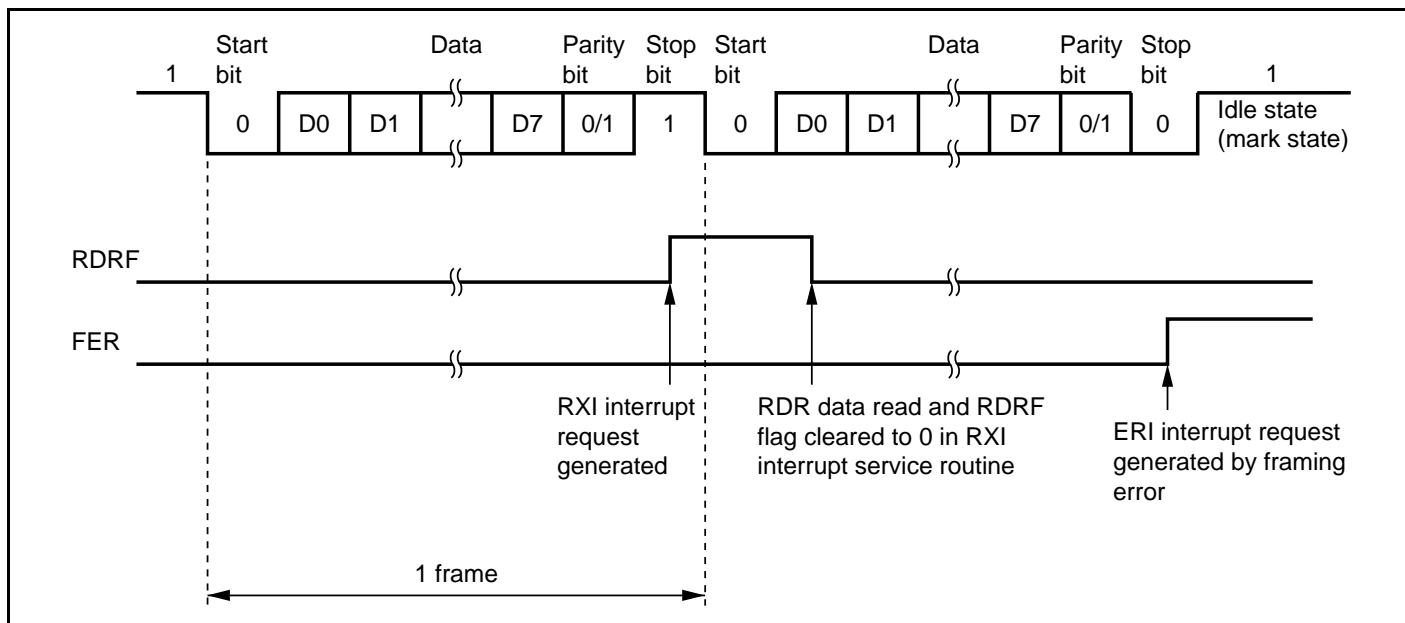 Start bit
Data
Parity bit
Stop bit
Start bit
Data
Parity bit
Stop bit
1
1
0
D0
D1
D7
0/1
1
0
D0
D1
D7
0/1
0
Idle state
(mark state)
RDRF
FER
RXI interrupt
request
generated
RDR data read and RDRF
flag cleared to 0 in RXI
interrupt service routine
ERI interrupt request
generated by framing
error
1 frame